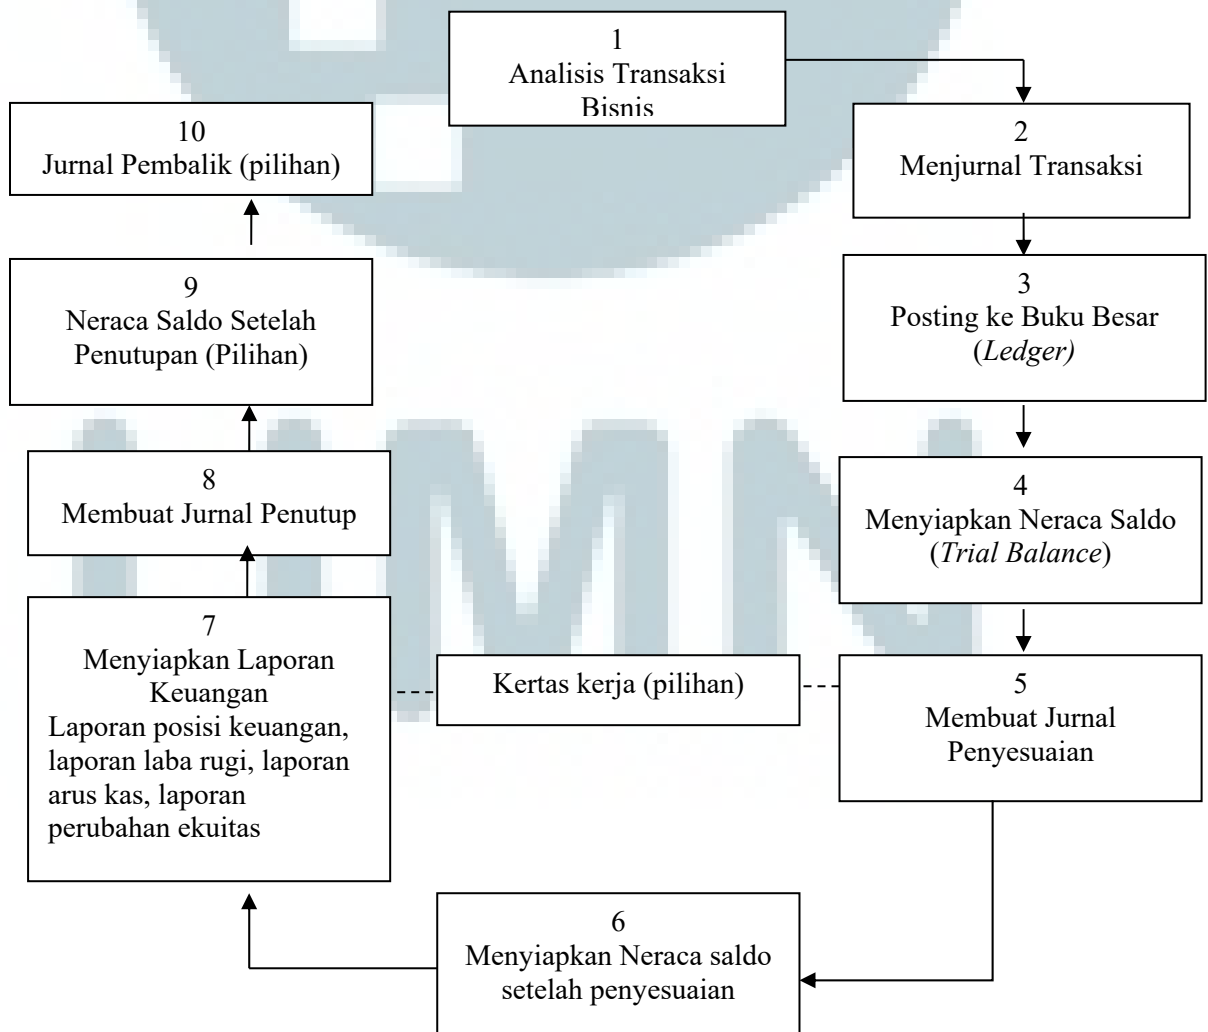 1
Analisis Transaksi
Bisnis
2
Menjurnal Transaksi
3
Posting ke Buku Besar
(Ledger)
4
Menyiapkan Neraca Saldo
(Trial Balance)
5
Membuat Jurnal
Penyesuaian
Kertas kerja (pilihan)
6
Menyiapkan Neraca saldo
setelah penyesuaian
7
Menyiapkan Laporan
Keuangan
Laporan posisi keuangan,
laporan laba rugi, laporan
arus kas, laporan
perubahan ekuitas
8
Membuat Jurnal Penutup
9
Neraca Saldo Setelah
Penutupan (Pilihan)
10
Jurnal Pembalik (pilihan)
UMN